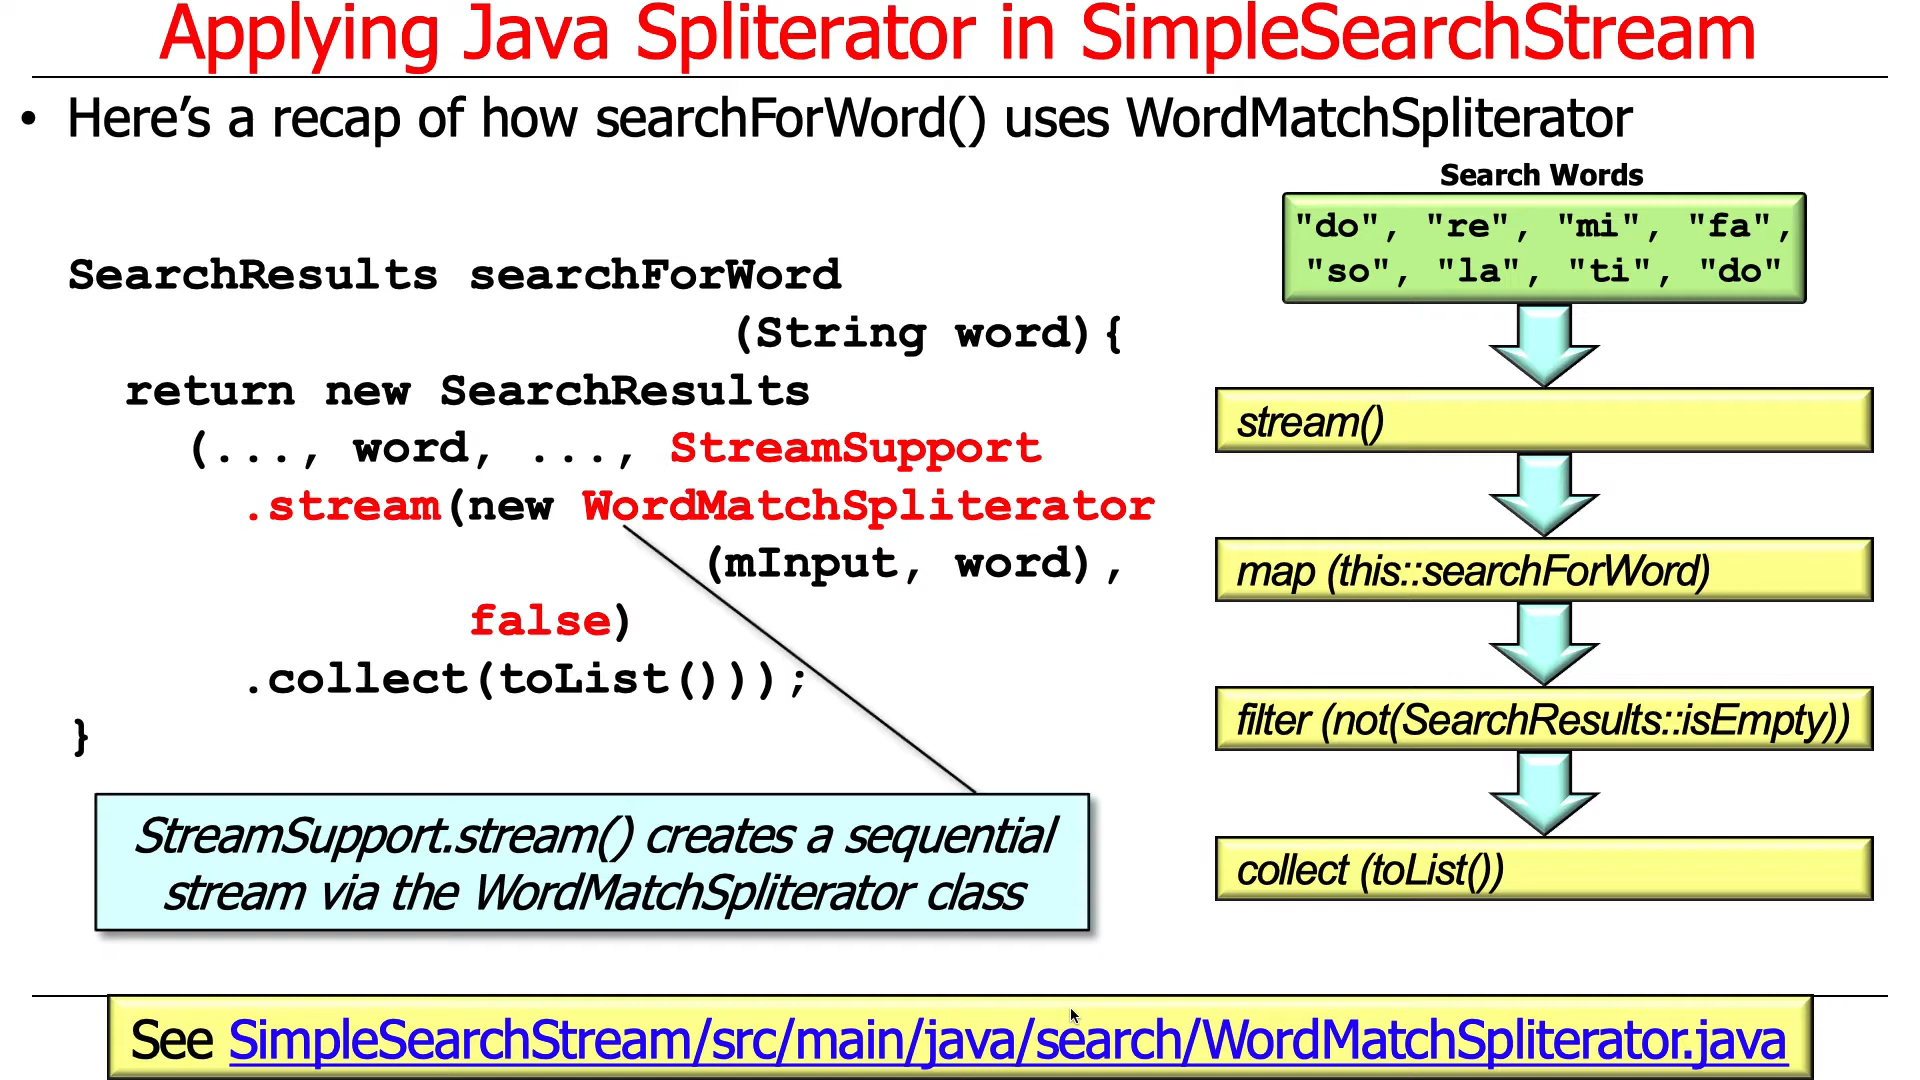 Applying Java Spliterator in SimpleSearchStream
• Here’s a recap of how searchForWord() uses WordMatchSpliterator
SearchResults searchForWord
(String word){
return new SearchResults
(..., word, ..., StreamSupport
.stream(new WordMatchSpliterator
(mInput, word),
false)
.collect(toList()));
}
StreamSupport.stream() creates a sequential
stream via the WordMatchSpliterator class
Search Words
"do", "re", "mi", "fa",
"so", "la", "ti", "do"
stream()
map (this::searchForWord)
filter (not(SearchResults::isEmpty))
collect (toList())
See SimpleSearchStream/src/main/java/search/WordMatchSpliterator.java